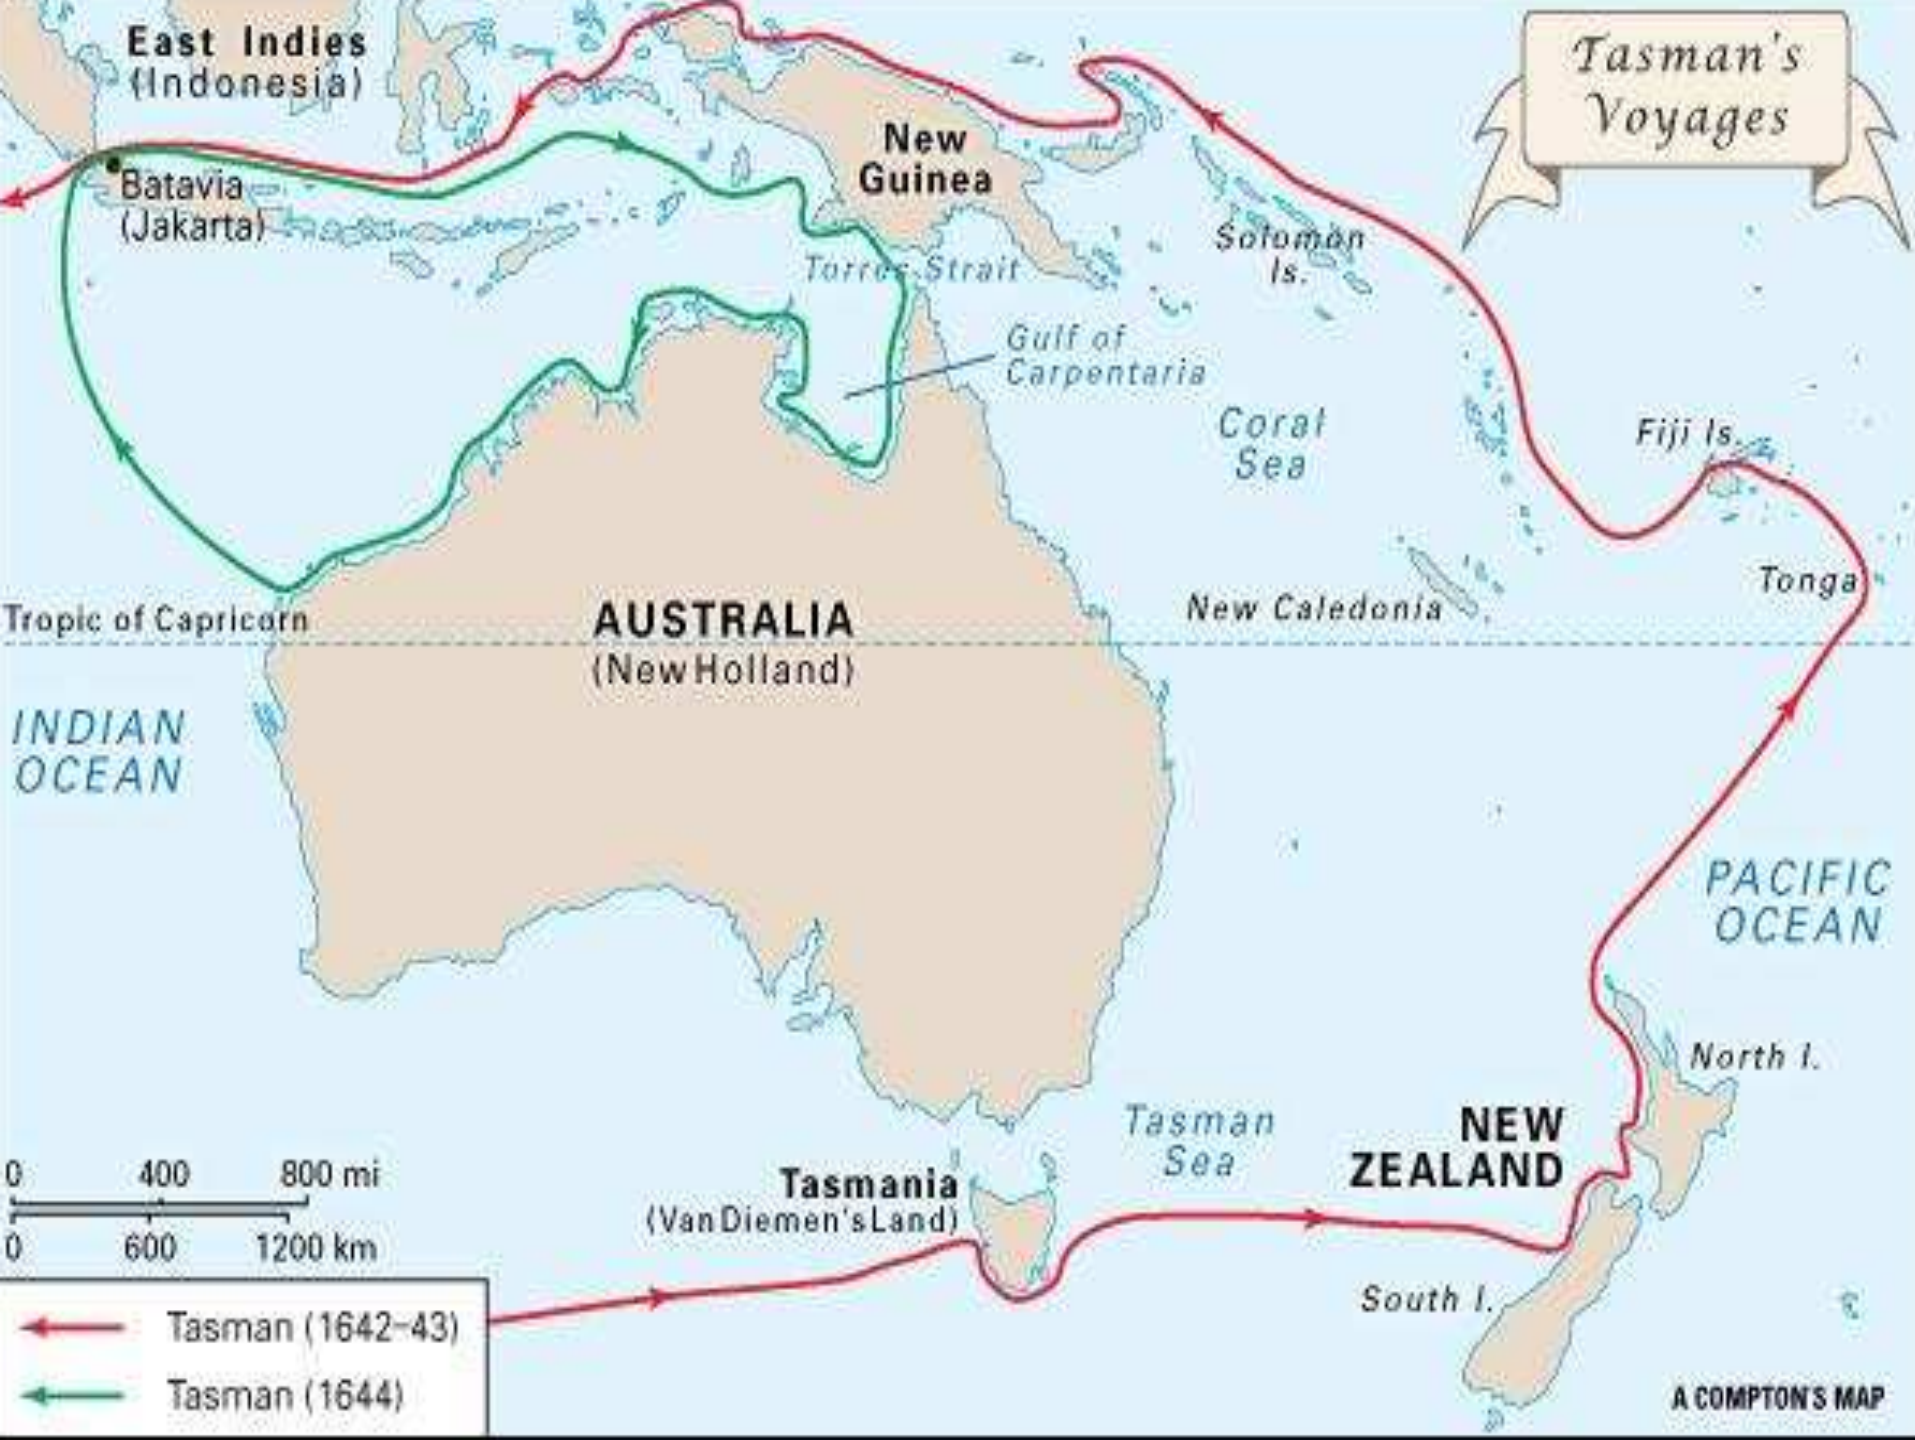 East Indies
(Indonesia)
Tasman's
Voyages
New
Guinea
Batavia
(Jakarta)
Solomon
Is.
Torres Strait
Gulf of
Carpentaria
Coral
Sea
Fiji Is.
Tonga
New Caledonia
Tropic of Capricorn
AUSTRALIA
(New Holland)
INDIAN
OCEAN
PACIFIC
OCEAN
North I.
Tasman
Sea
NEW
ZEALAND
Tasmania
(Van Diemen's Land)
South I.
0 400 800 mi
0 600 1200 km
Tasman (1642–43)
Tasman (1644)
A COMPTON'S MAP